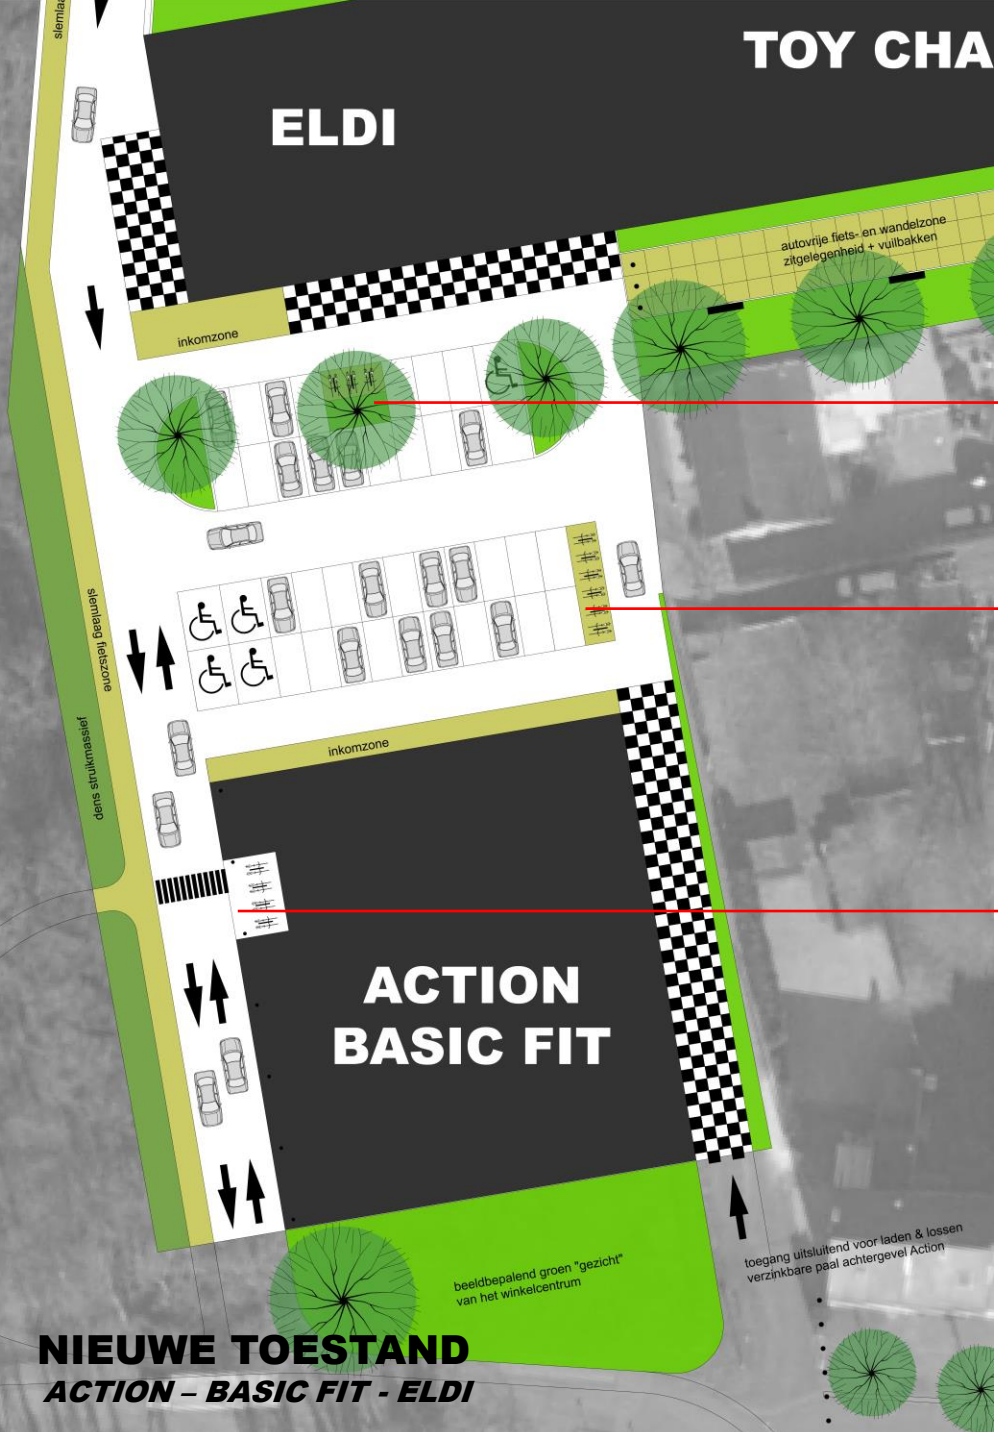 slemlaa
TOY CHA
ELDI
autovrije fiets- en wandelzone
zitgelegenheid + vuilbakken
inkomzone
slemlaag fietszone
dens struikmassief
inkomzone
ACTION
BASIC FIT
toegang uitsluitend voor laden & lossen
verzinkbare paal achtergevel Action
beeldbepalend groen "gezicht"
van het winkelcentrum
NIEUWE TOESTAND
ACTION – BASIC FIT - ELDI